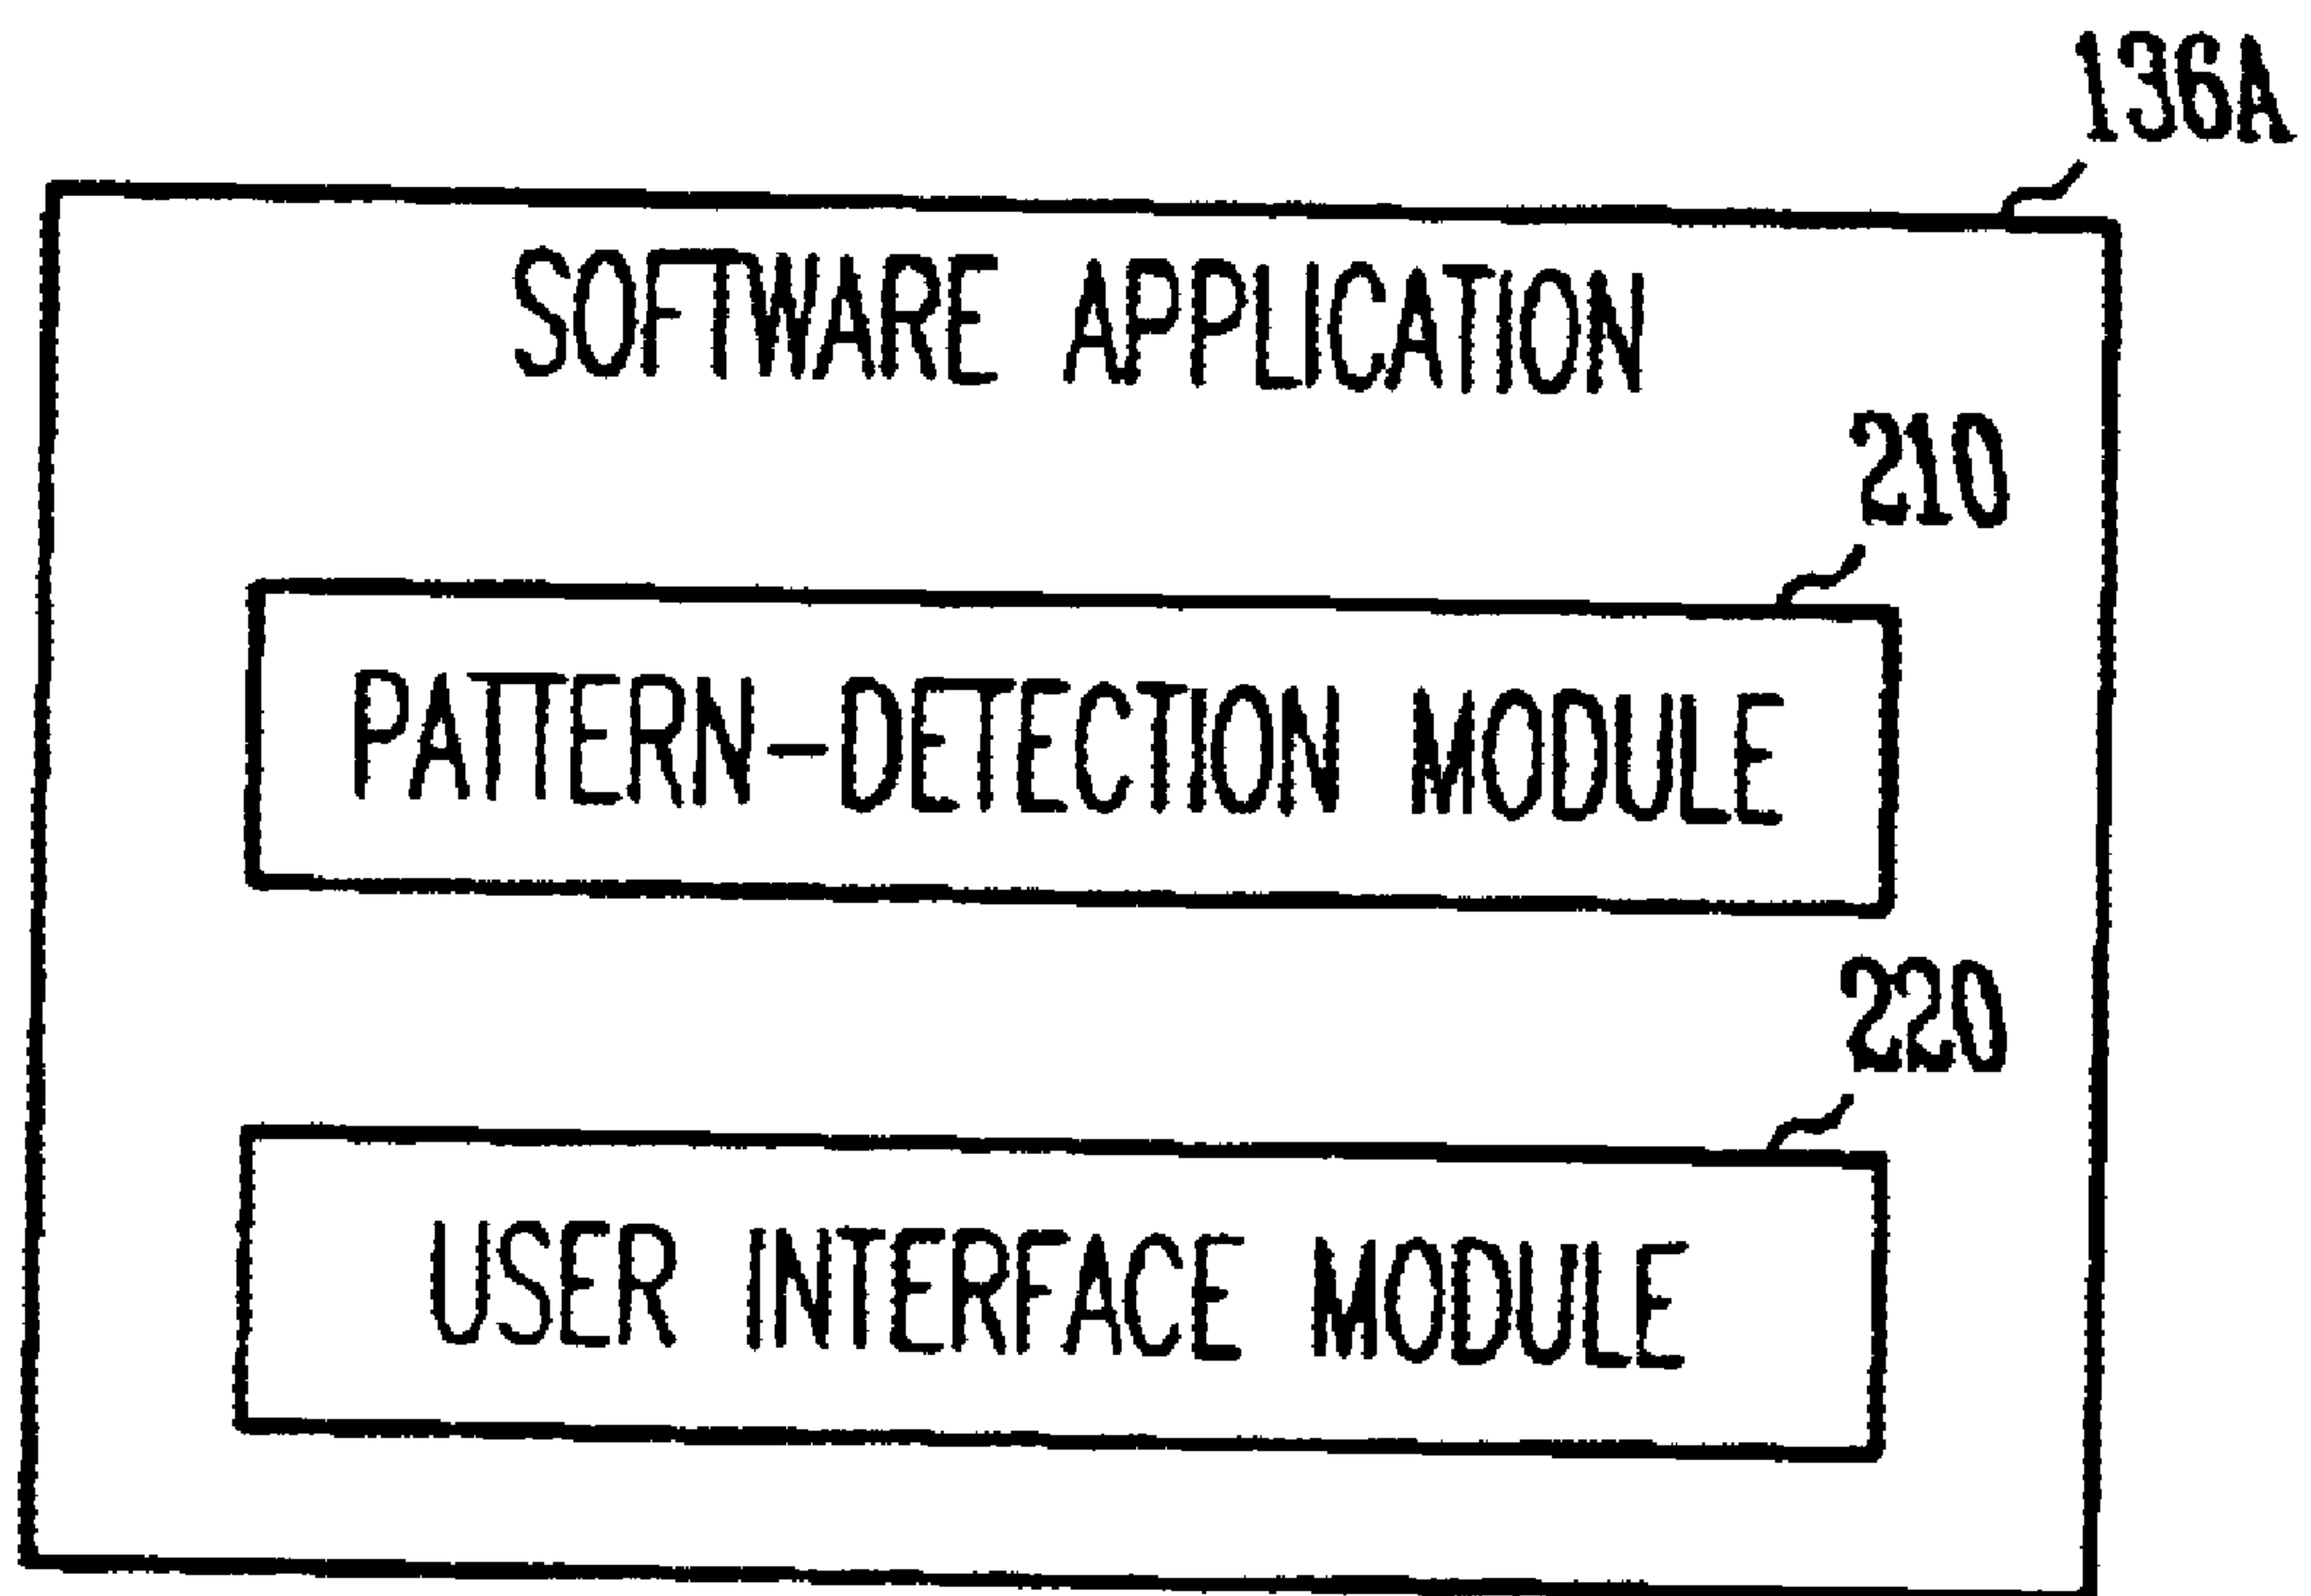 136A
SOFTWARE APPLICATION
210
PATTERN-DETECTION MODULE
220
USER INTERFACE MODULE